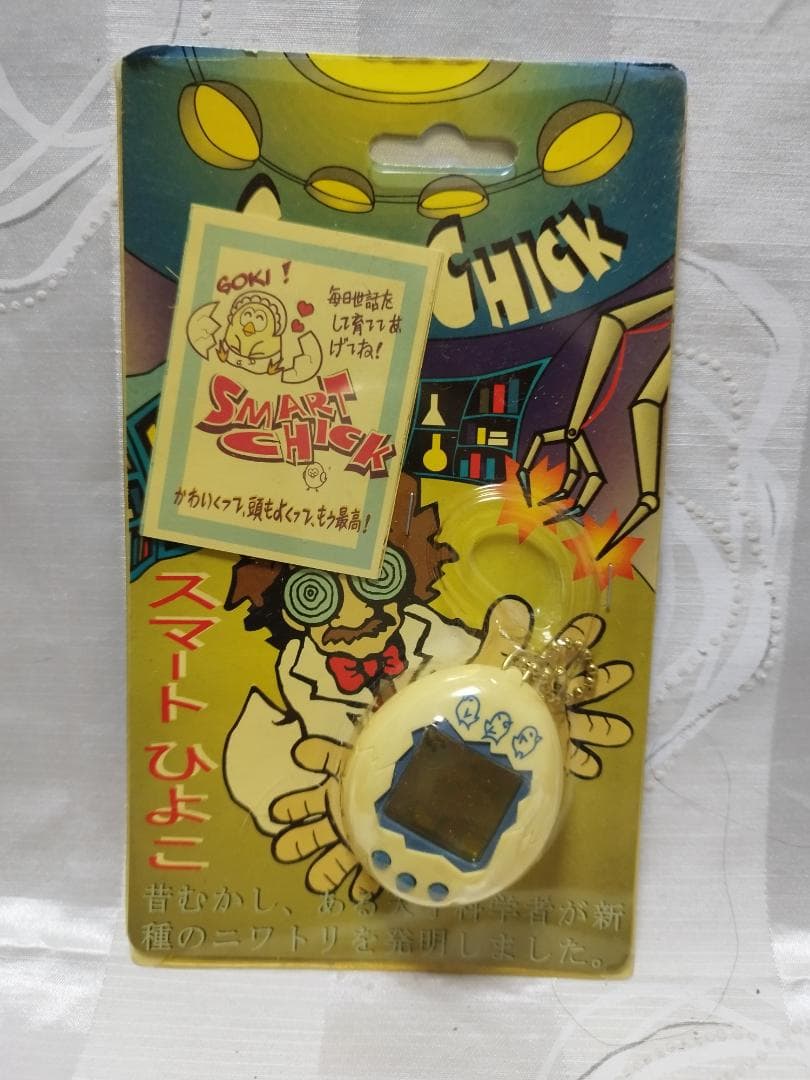 CHICK
GOKI!
毎日世話を
して育ててあ
げてね!
SMART
CHICK
かわいくって、頭もよくって、もう最高!
スマートひよこ
昔むかし、ある天才科学者が新
種のニワトリを発明しました。